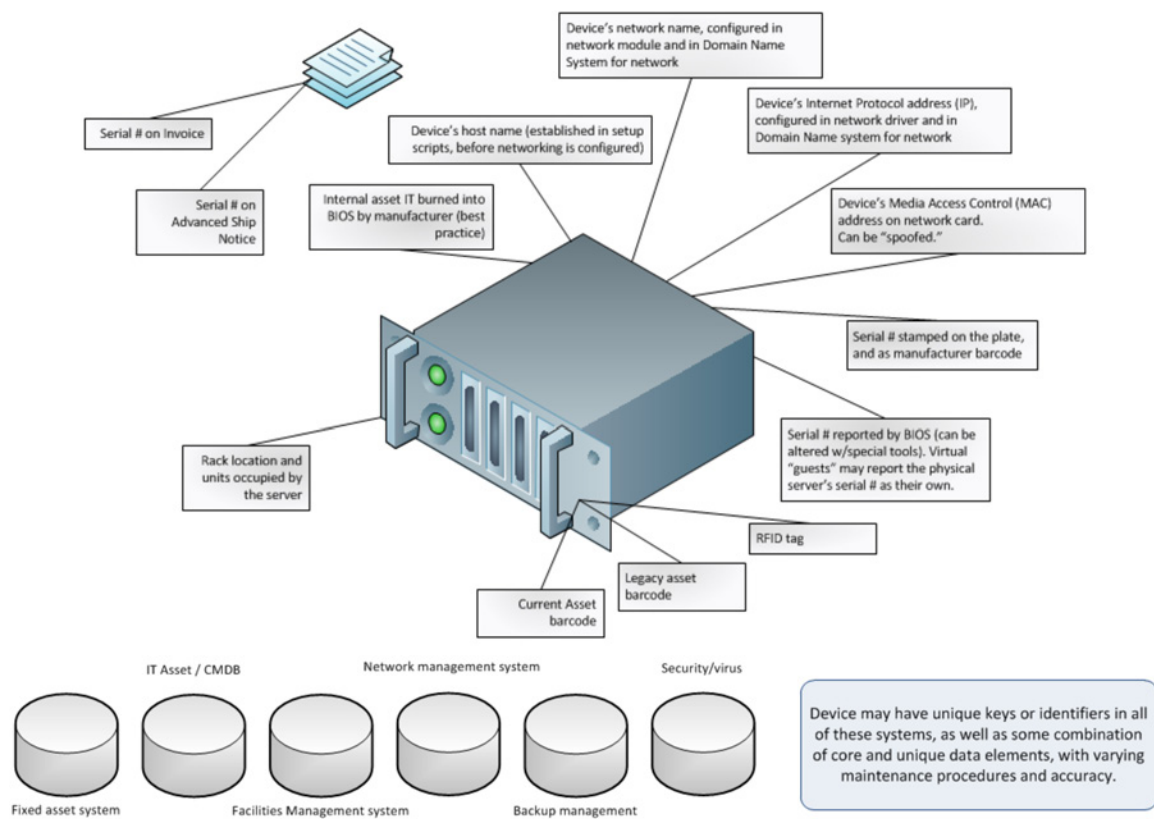 Device's network name, configured in
network module and in Domain Name
System for network
Serial # on Invoice
Device's host name (established in setup
scripts, before networking is configured)
Device's Internet Protocol address (IP),
configured in network driver and in
Domain Name system for network
Serial # on
Advanced Ship
Notice
Internal asset IT burned into
BIOS by manufacturer (best
practice)
Device's Media Access Control (MAC)
address on network card.
Can be “spoofed.”
Serial # stamped on the plate,
and as manufacturer barcode
Rack location and
units occupied by
the server
Serial # reported by BIOS (can be
altered w/special tools). Virtual
“guests” may report the physical
server's serial # as their own.
RFID tag
Legacy asset
barcode
Current Asset
barcode
IT Asset / CMDB
Network management system
Security/virus
Fixed asset system
Facilities Management system
Backup management
Device may have unique keys or identifiers in all
of these systems, as well as some combination
of core and unique data elements, with varying
maintenance procedures and accuracy.